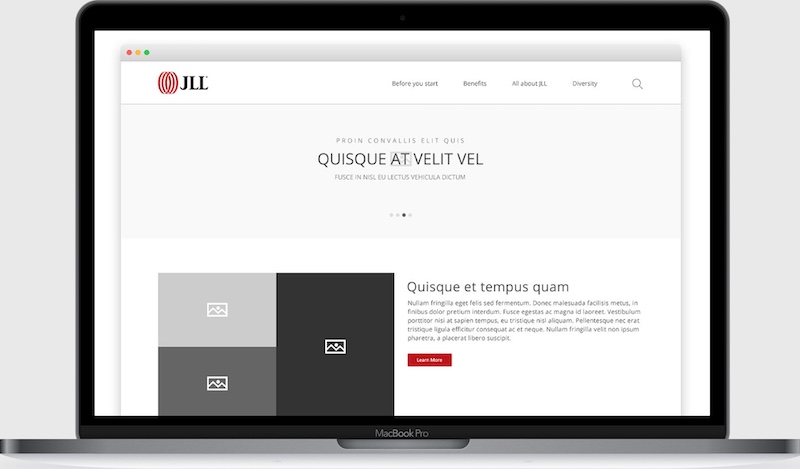 JLL
Before you start
Benefits
All about JLL
Diversity
PROIN CONVALLIS ELIT QUIS
QUISQUE AT VELIT VEL
FUSCE IN NISL EU LECTUS VEHICULA DICTUM
Quisque et tempus quam
Nullam fringilla eget felis sed fermentum. Donec malesuada facilisis metus, in
finibus dolor pretium interdum. Fusce egestas ac magna id laoreet. Vestibulum
porttitor nisi at sapien tempus, eu tristique nisl aliquam. Pellentesque nec erat
tristique ligula efficitur consequat ac et neque. Nullam fringilla velit non ipsum
pharetra, a placerat libero suscipit.
Learn More
MacBook Pro